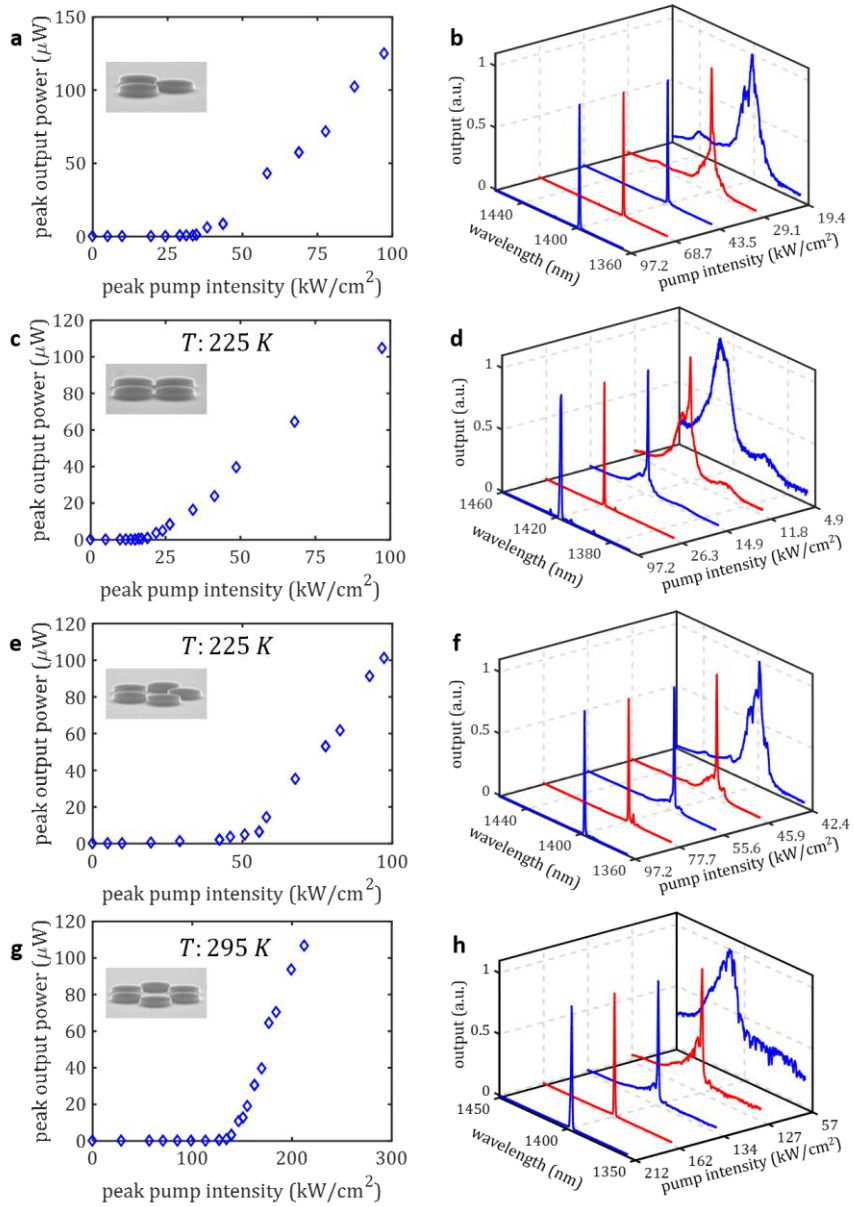 a
peak output power (μW)
150
100
50
0
0 25 50 75 100
peak pump intensity (kW/cm²)
b
output (a.u.)
1
0.5
0
1440
1400
1360
wavelength (nm)
97.2
68.7
43.5
29.1
19.4
pump intensity (kW/cm²)
c
T: 225 K
peak output power (μW)
120
100
80
60
40
20
0
0 25 50 75 100
peak pump intensity (kW/cm²)
d
output (a.u.)
1
0.5
0
1460
1420
1380
wavelength (nm)
97.2
26.3
14.9
11.8
4.9
pump intensity (kW/cm²)
e
T: 225 K
peak output power (μW)
120
100
80
60
40
20
0
0 50 100
peak pump intensity (kW/cm²)
f
output (a.u.)
1
0.5
0
1440
1400
1360
wavelength (nm)
97.2
77.7
55.6
45.9
42.4
pump intensity (kW/cm²)
g
T: 295 K
peak output power (μW)
120
100
80
60
40
20
0
0 100 200 300
peak pump intensity (kW/cm²)
h
output (a.u.)
1
0.5
0
1450
1400
1350
wavelength (nm)
212
162
134
127
57
pump intensity (kW/cm²)